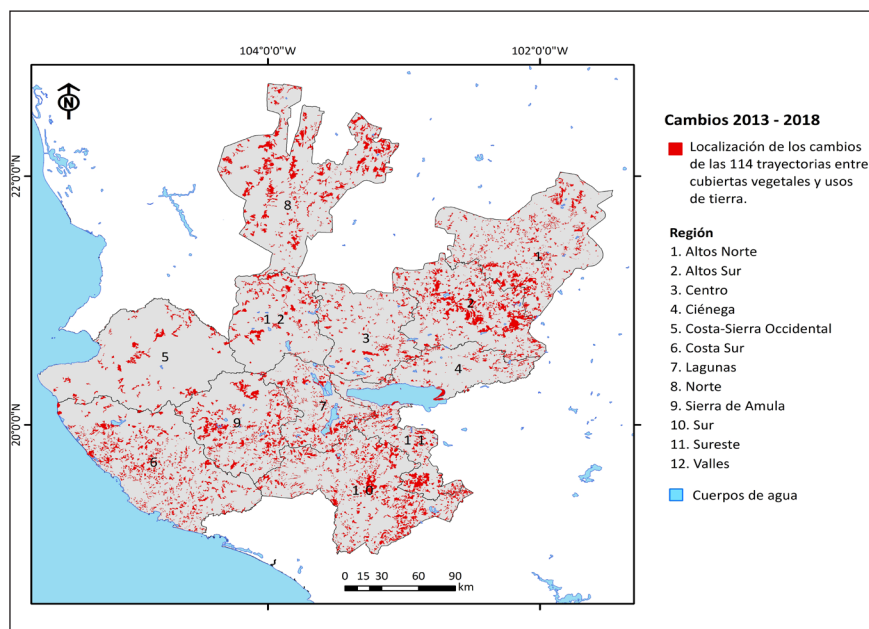 104°0'0"W
102°0'0"W
N
22°0'0"N
20°0'0"N
8
1
2
1 2
3
5
4
7
9
6
1 1
1 0
0 15 30 60 90
km
Cambios 2013 - 2018
Localización de los cambios
de las 114 trayectorias entre
cubiertas vegetales y usos
de tierra.
Región
1. Altos Norte
2. Altos Sur
3. Centro
4. Ciénega
5. Costa-Sierra Occidental
6. Costa Sur
7. Lagunas
8. Norte
9. Sierra de Amula
10. Sur
11. Sureste
12. Valles
Cuerpos de agua